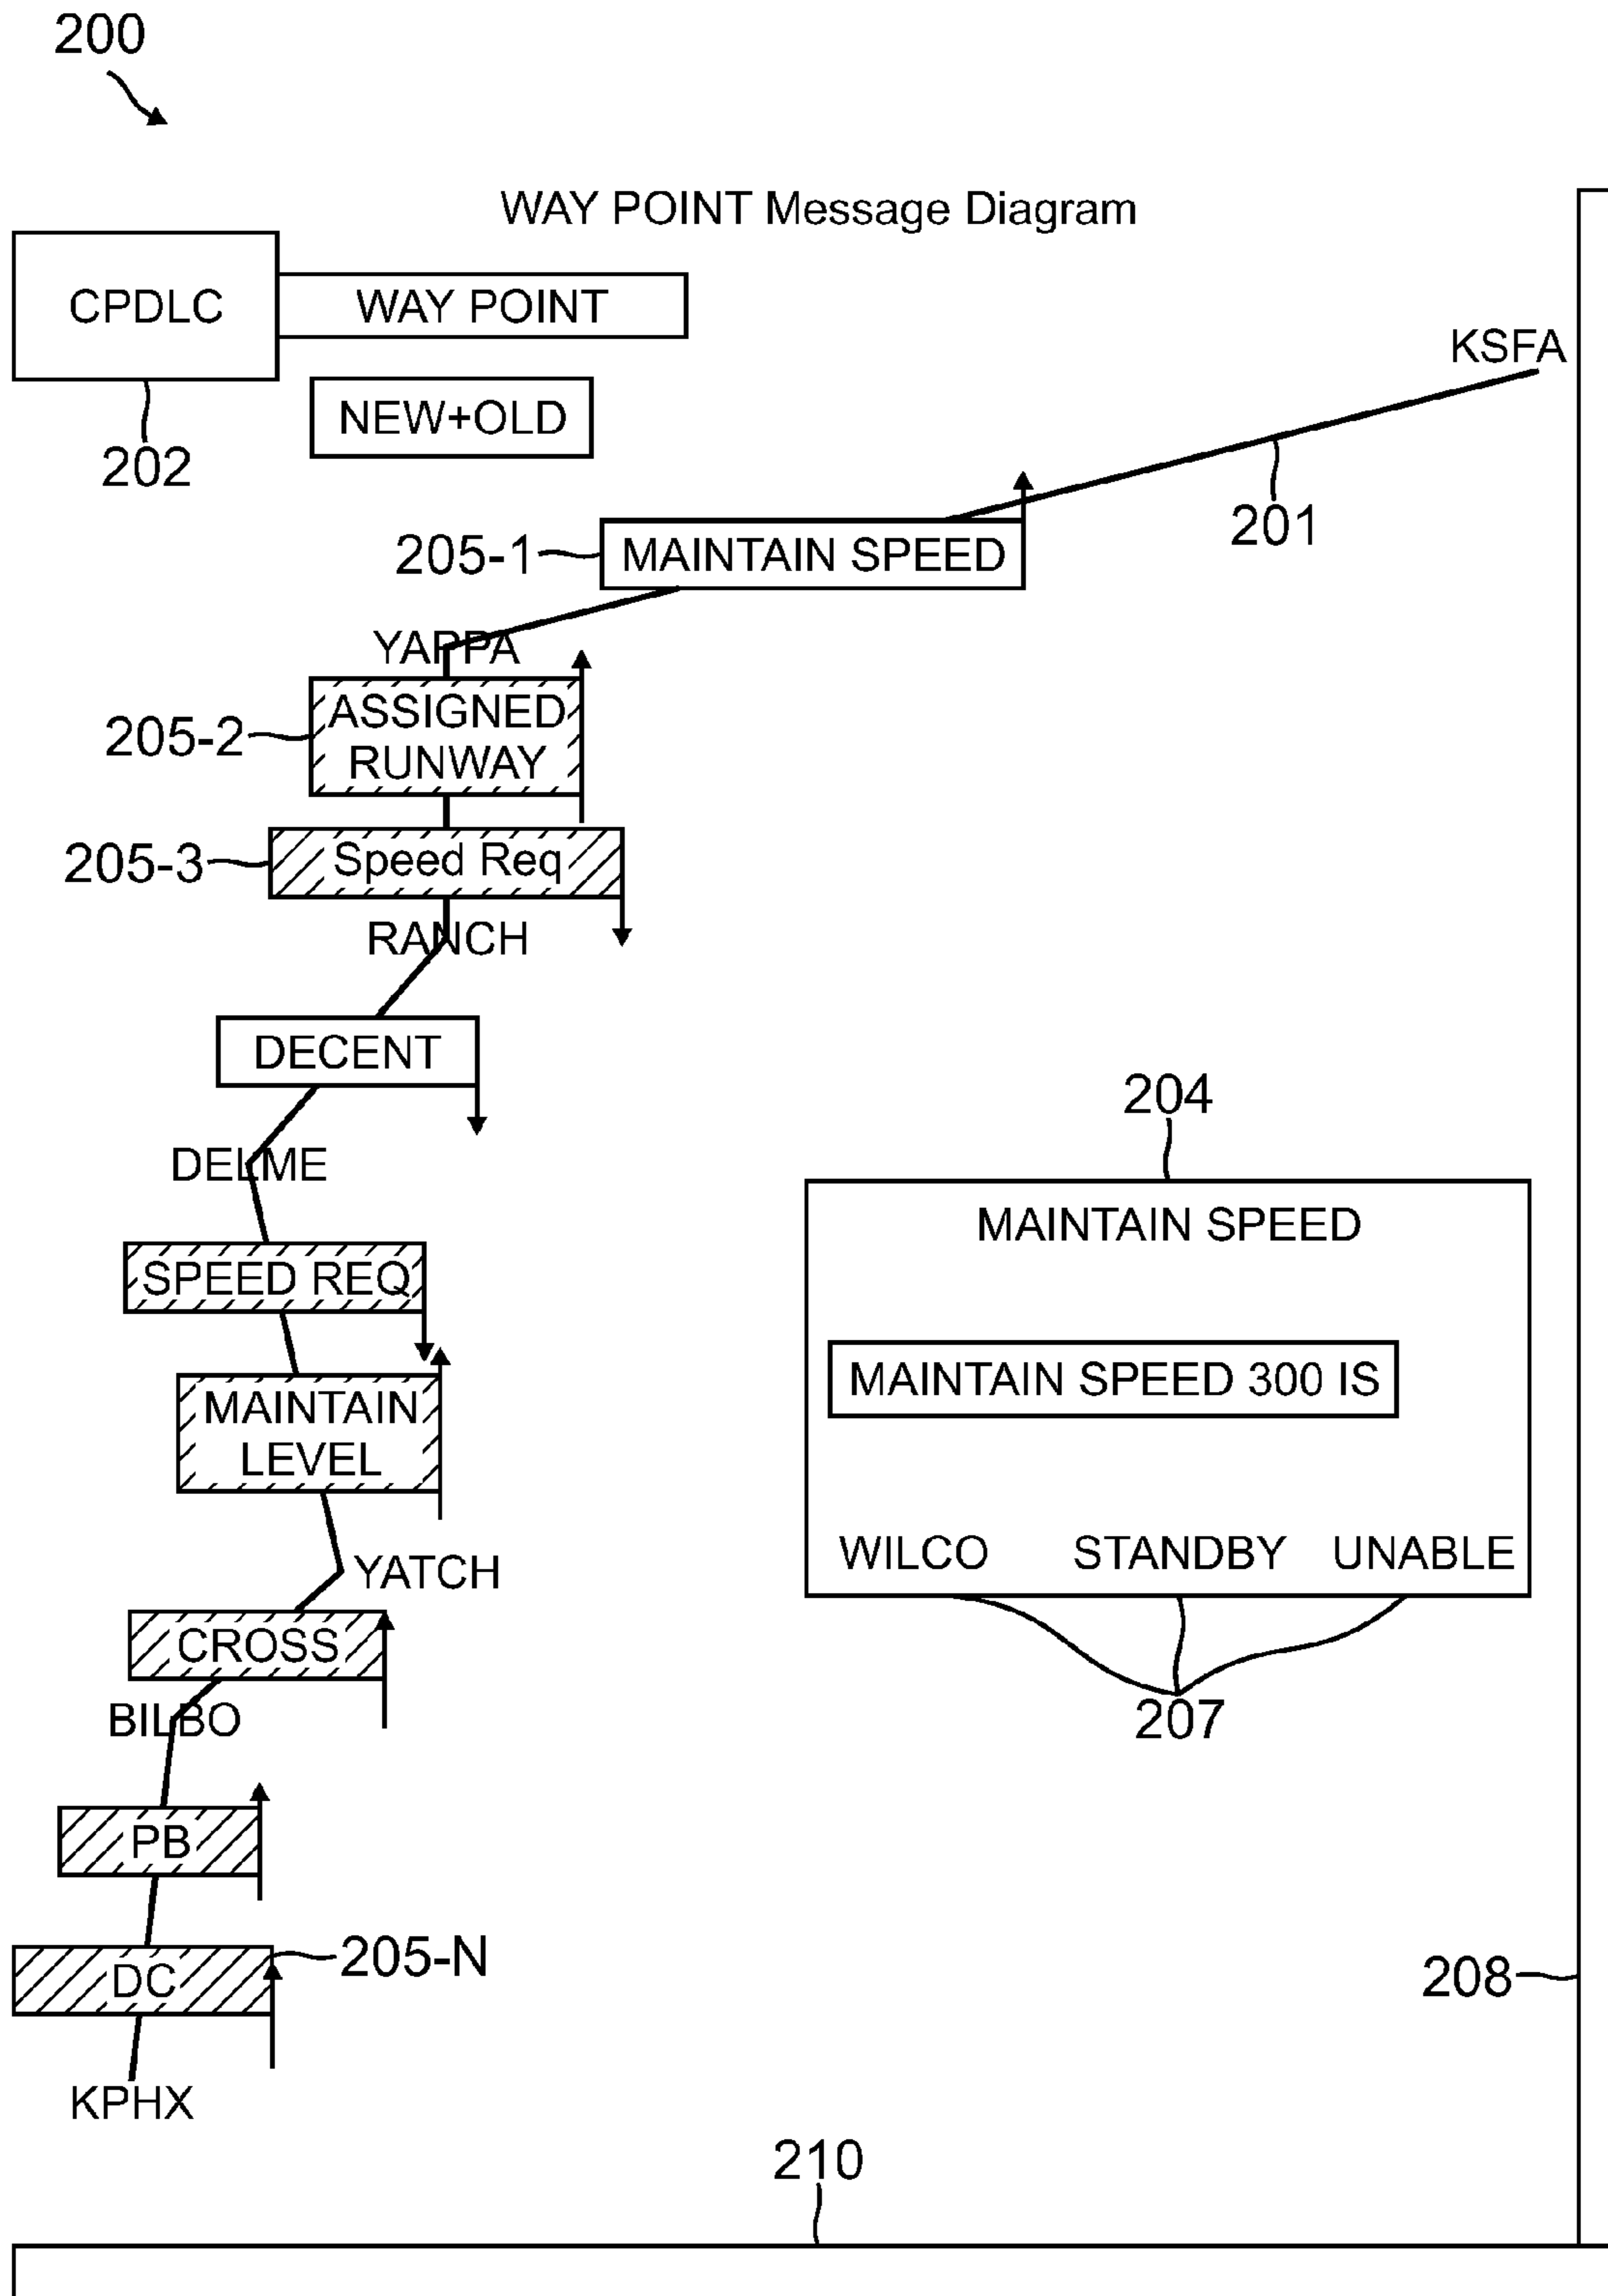 200
WAY POINT Message Diagram
CPDLC
WAY POINT
KSFA
NEW+OLD
202
201
205-1
MAINTAIN SPEED
YAPPA
205-2
ASSIGNED
RUNWAY
205-3
Speed Req
RANCH
DECENT
204
DELME
MAINTAIN SPEED
SPEED REQ
MAINTAIN SPEED 300 IS
MAINTAIN
LEVEL
WILCO STANDBY UNABLE
YATCH
CROSS
207
BILBO
PB
205-N
DC
208
KPHX
210